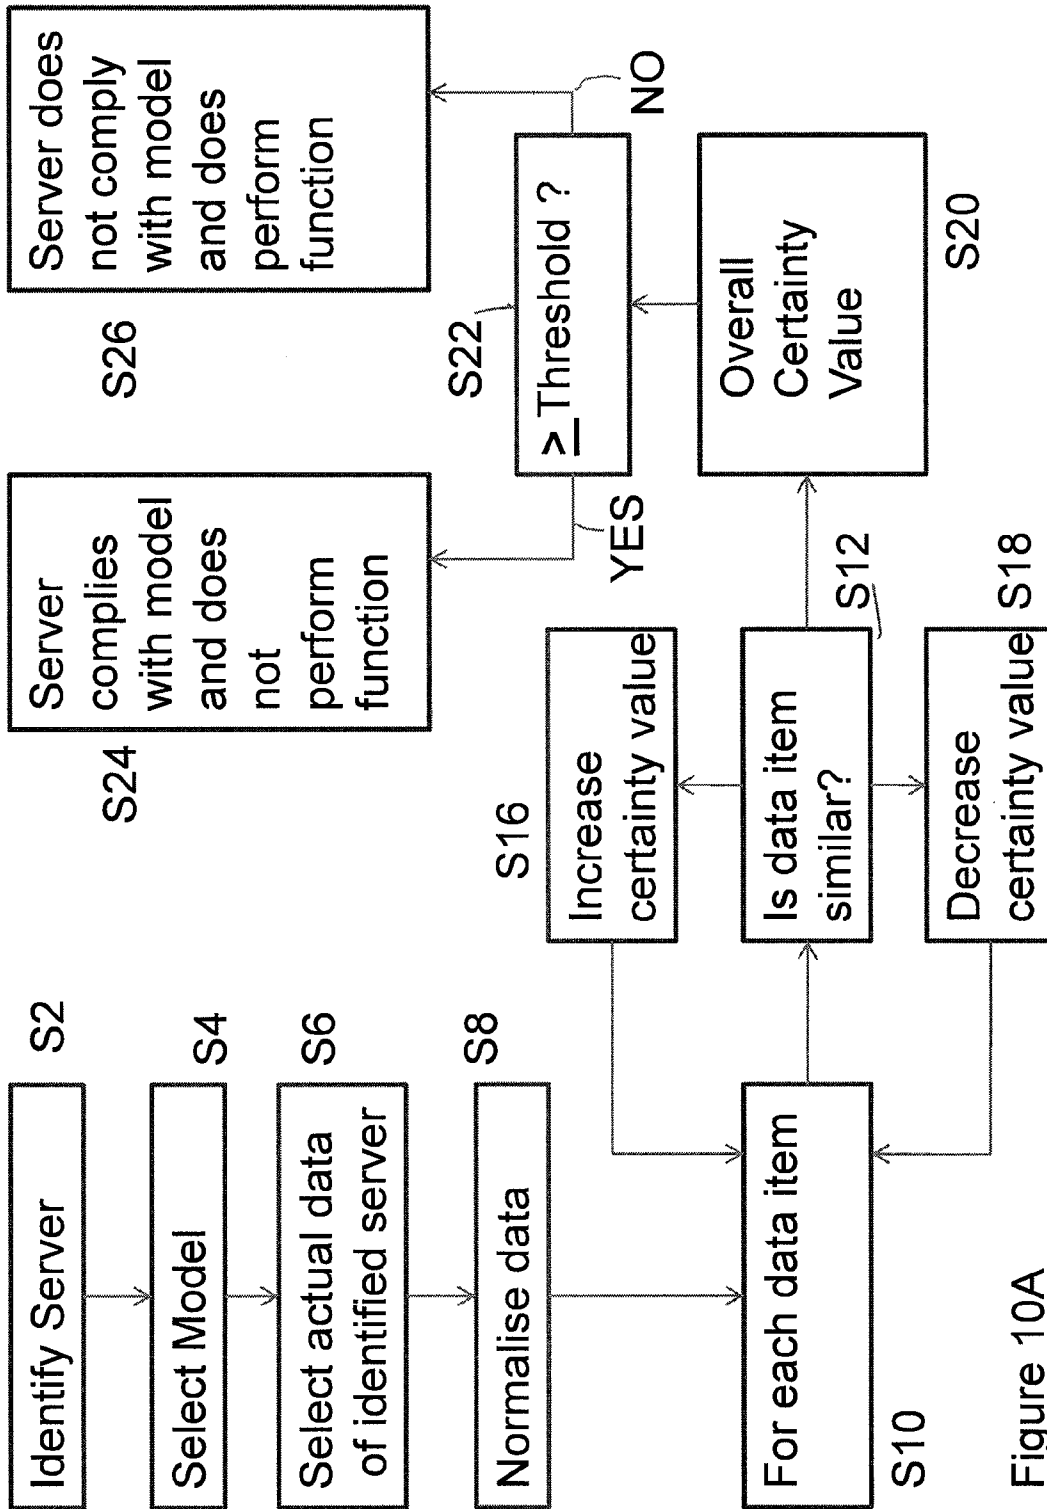 Identify Server
S2
Select Model
S4
Select actual data
of identified server
S6
Normalise data
S8
For each data item
S10
Is data item
similar?
S12
Increase
certainty value
S16
Decrease
certainty value
S18
Overall
Certainty
Value
S20
≥ Threshold ?
S22
YES
NO
Server
complies
with model
and does
not
perform
function
S24
Server does
not comply
with model
and does
perform
function
S26
Figure 10A